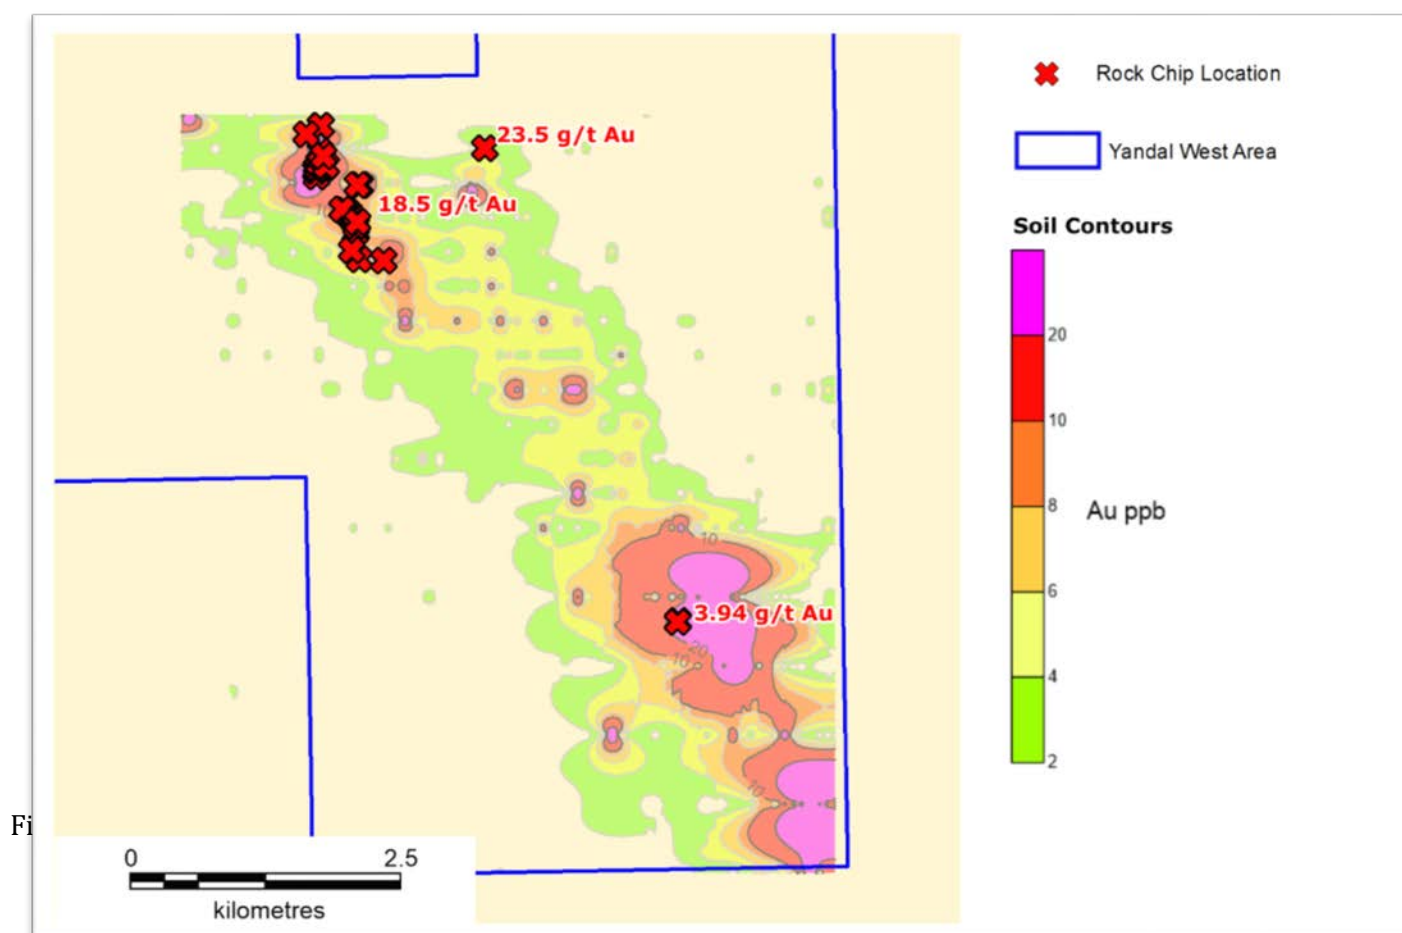 Rock Chip Location
Yandal West Area
Soil Contours
20
10
8
6
4
2
Au ppb
23.5 g/t Au
18.5 g/t Au
10
3.94 g/t Au
20
10
10
Fi
0 2.5
kilometres